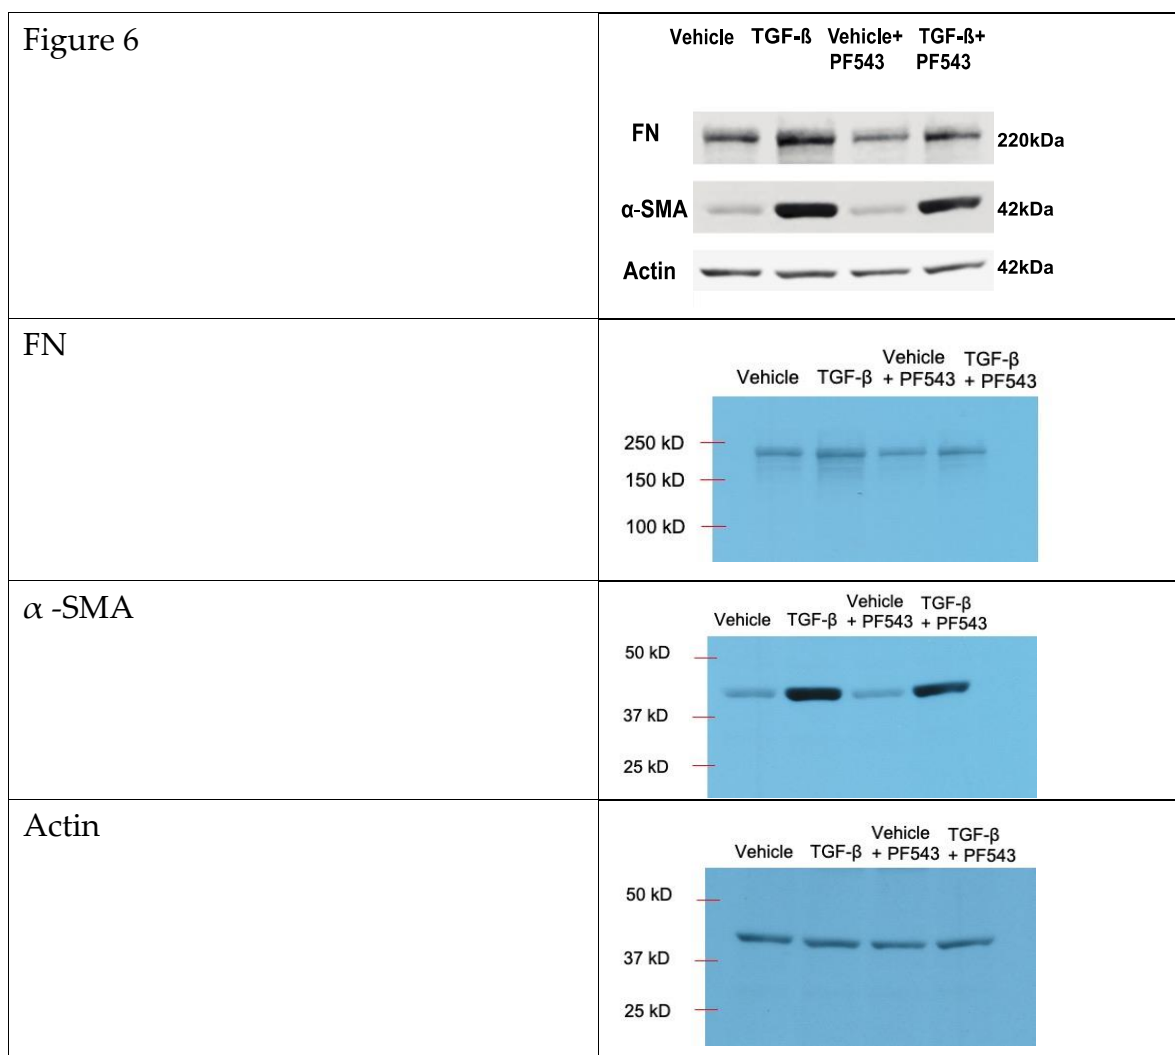 Figure 6
Vehicle TGF-ß Vehicle+ TGF-ß+
PF543 PF543
FN 220kDa
α-SMA 42kDa
Actin 42kDa
FN
Vehicle TGF-β
Vehicle + PF543
TGF-β + PF543
250 kD
150 kD
100 kD
α -SMA
Vehicle TGF-β
Vehicle + PF543
TGF-β + PF543
50 kD
37 kD
25 kD
Actin
Vehicle TGF-β
Vehicle + PF543
TGF-β + PF543
50 kD
37 kD
25 kD